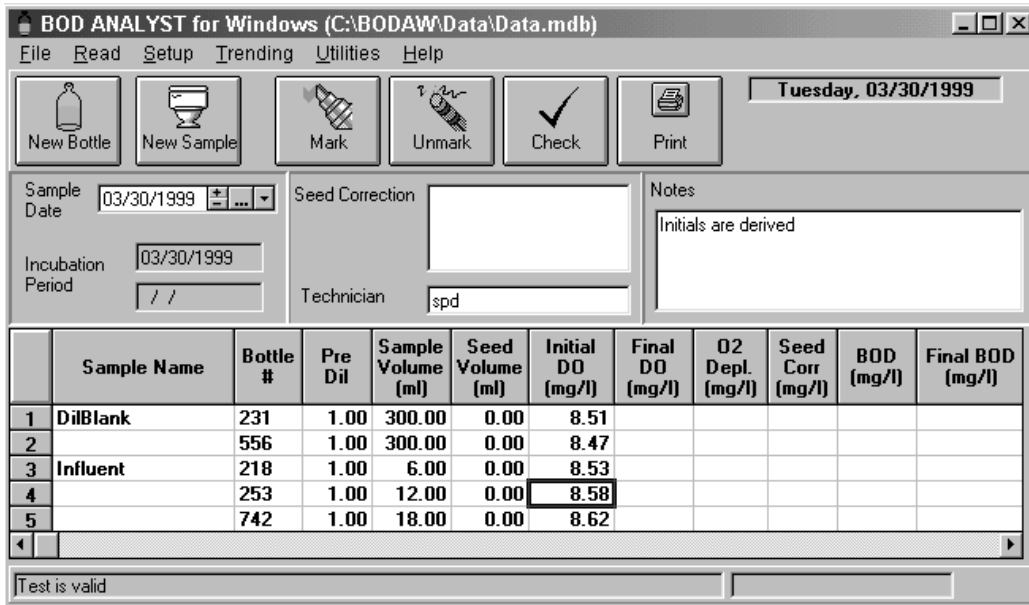 BOD ANALYST for Windows (C:\BODAW\Data\Data.mdb)
File Read Setup Trending Utilities Help
New Bottle New Sample Mark Unmark Check Print
Tuesday, 03/30/1999
Sample Date 03/30/1999 ...
Incubation Period 03/30/1999
/ /
Seed Correction
Technician spd
Notes
Initials are derived
Sample Name Bottle # Pre Dil Sample Volume (ml) Seed Volume (ml) Initial DO (mg/l) Final DO (mg/l) O2 Depl. (mg/l) Seed Corr (mg/l) BOD (mg/l) Final BOD (mg/l)
1 DilBlank 231 1.00 300.00 0.00 8.51
2 556 1.00 300.00 0.00 8.47
3 Influent 218 1.00 6.00 0.00 8.53
4 253 1.00 12.00 0.00 8.58
5 742 1.00 18.00 0.00 8.62
Test is valid